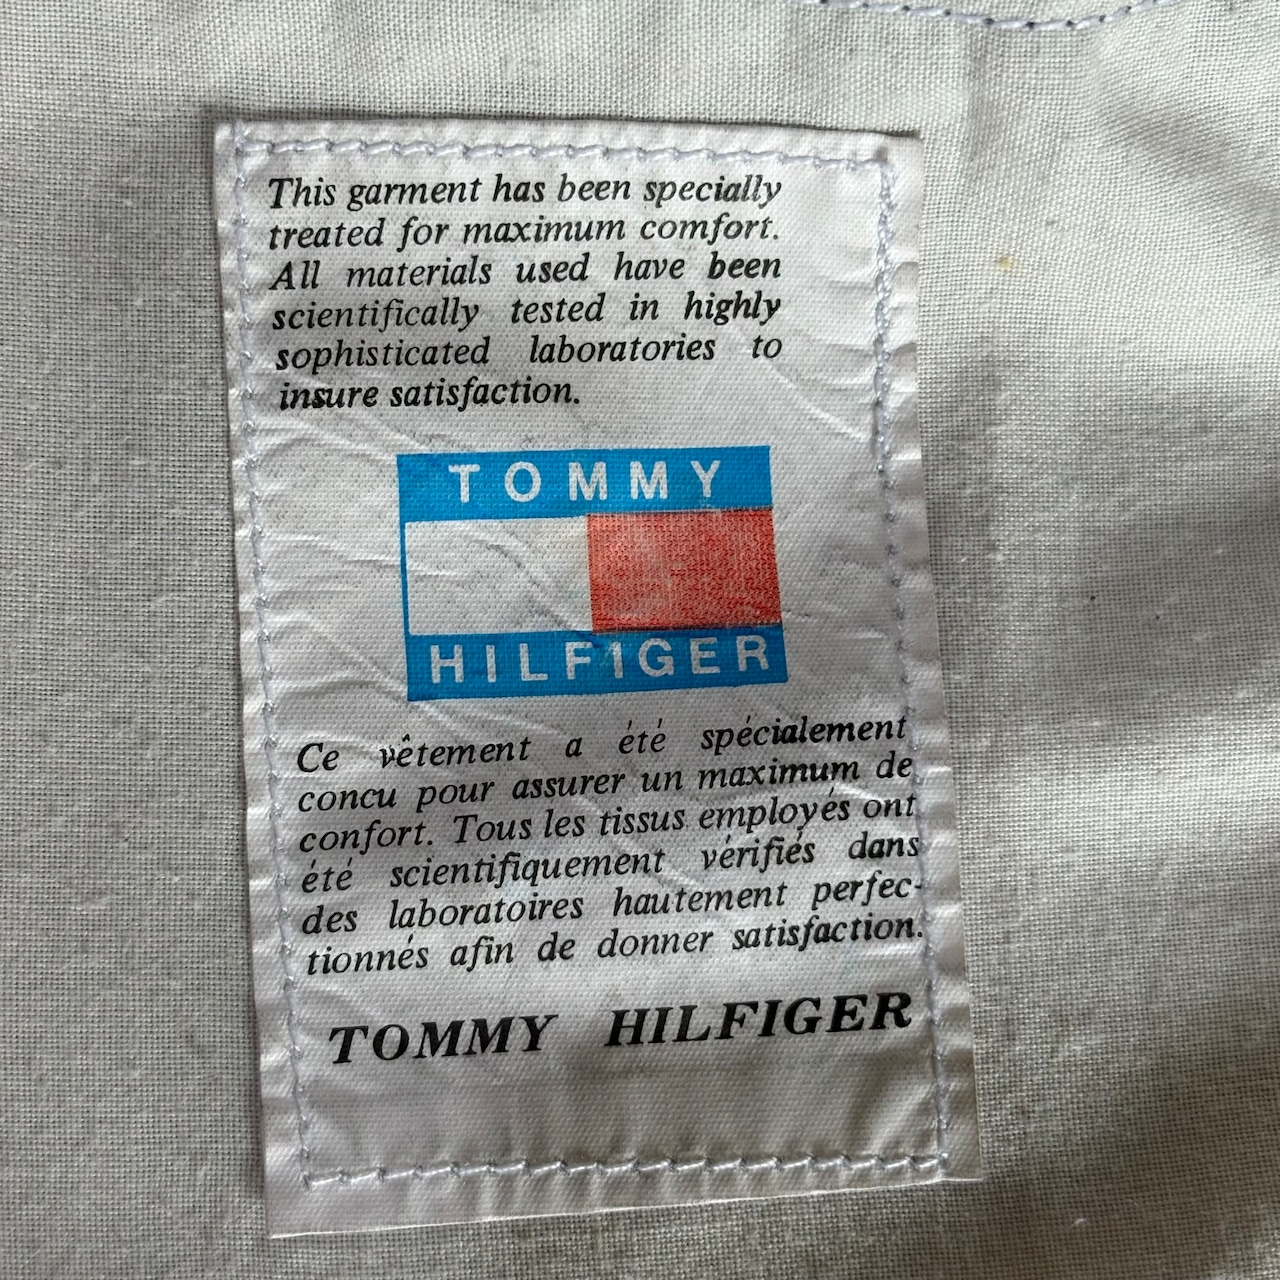 This garment has been specially
treated for maximum comfort.
All materials used have been
scientifically tested in highly
sophisticated laboratories to
insure satisfaction.
TOMMY
HILFIGER
Ce vêtement a été spécialement
concu pour assurer un maximum de
confort. Tous les tissus employés ont
été scientifiquement vérifiés dans
des laboratoires hautement perfec-
tionnés afin de donner satisfaction.
TOMMY HILFIGER